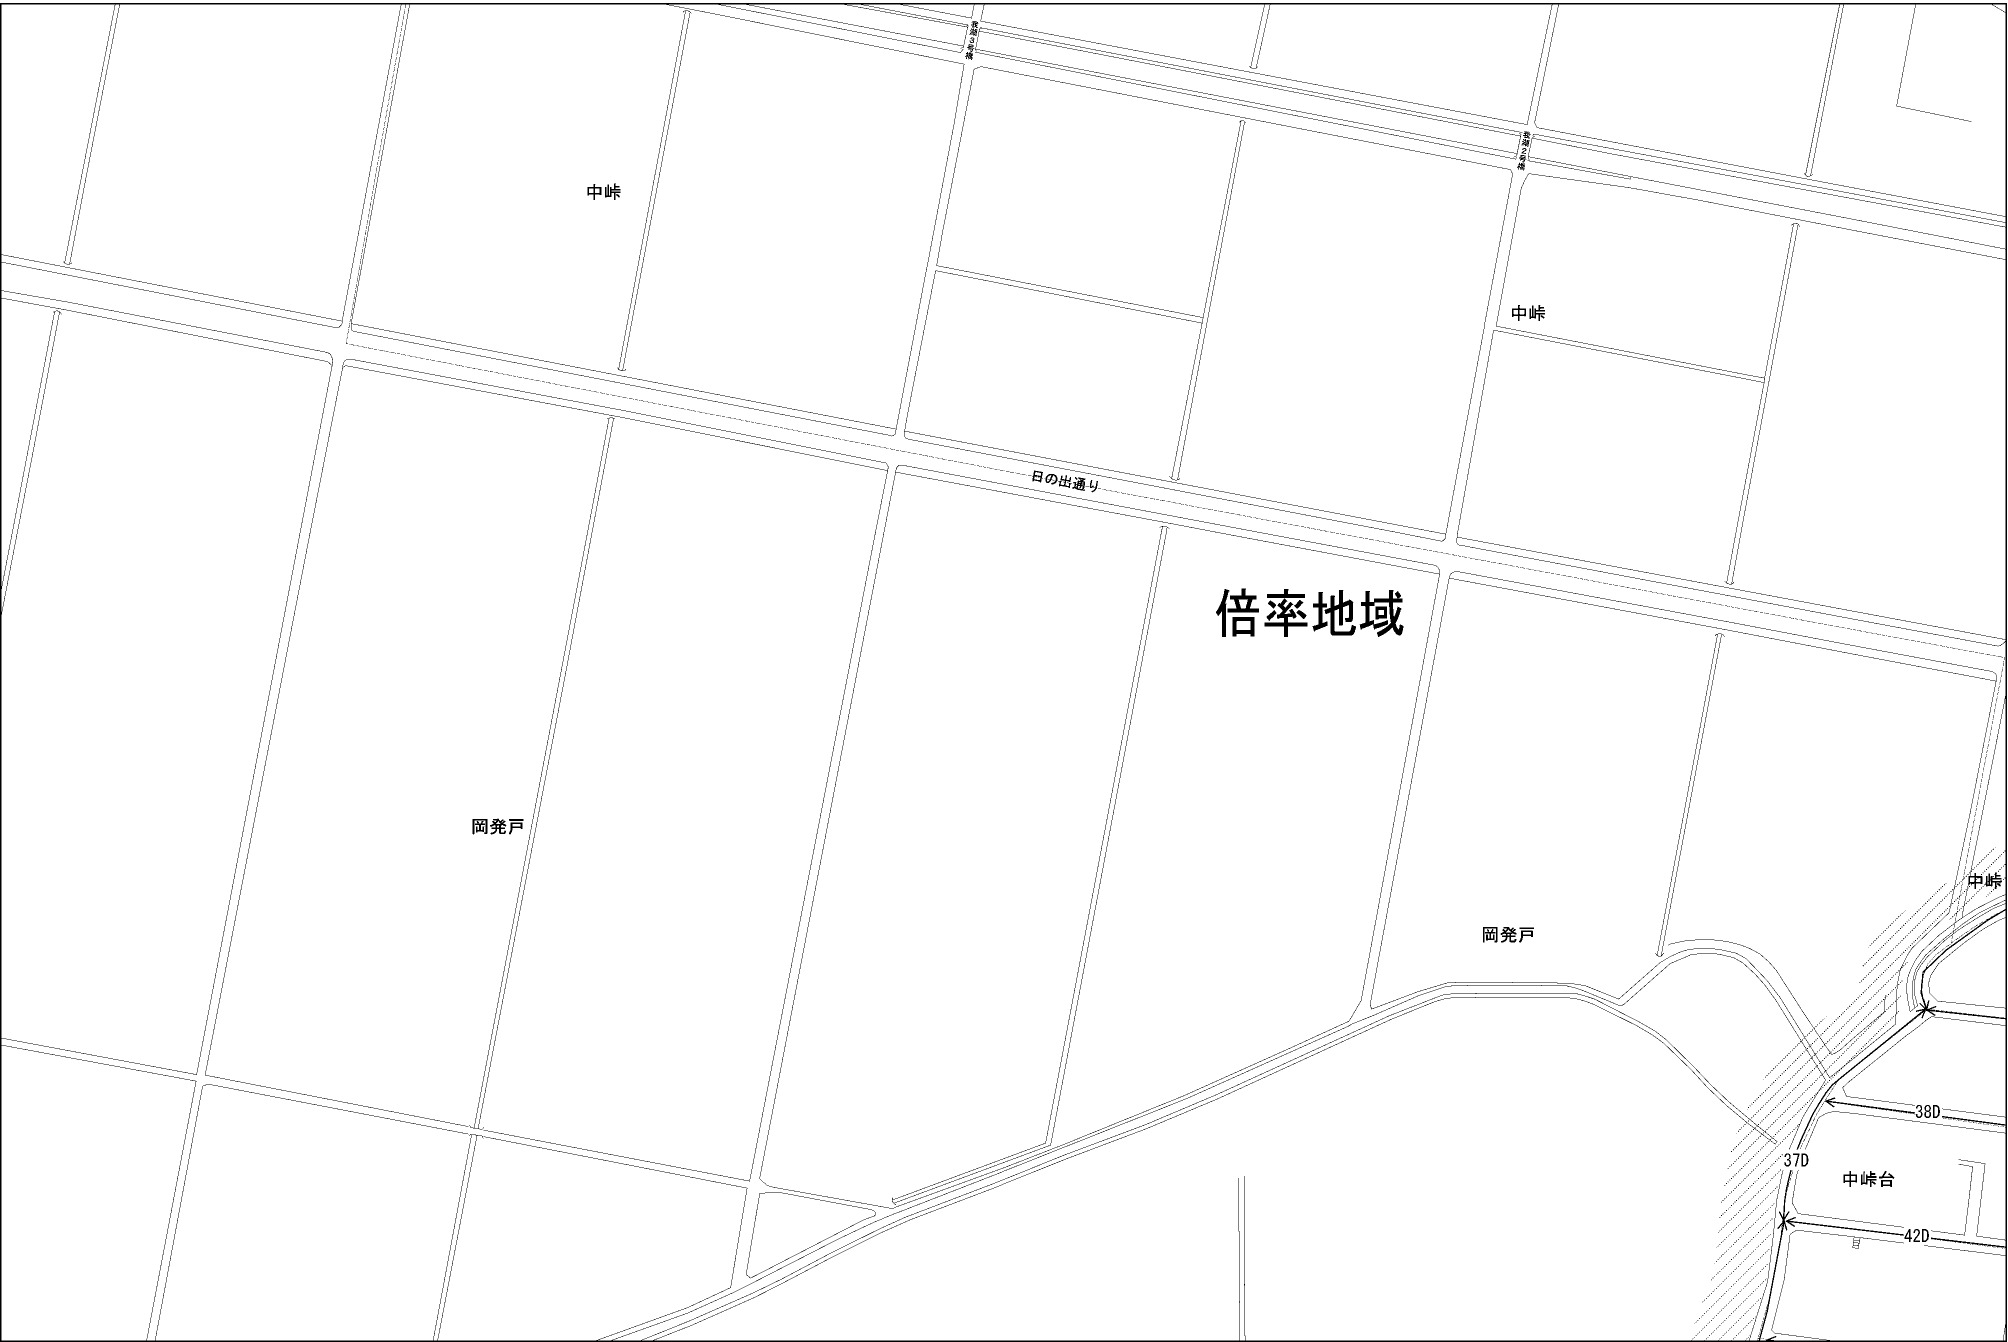 我湖3号橋
我湖2号橋
中峠
中峠
日の出通り
倍率地域
岡発戸
中峠
岡発戸
38D
37D
中峠台
42D